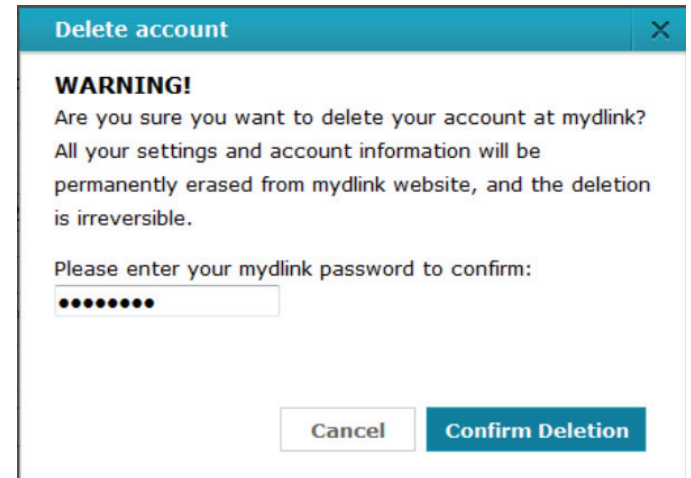 Delete account
WARNING!
Are you sure you want to delete your account at mydlink?
All your settings and account information will be
permanently erased from mydlink website, and the deletion
is irreversible.
Please enter your mydlink password to confirm:
••••••••
Cancel
Confirm Deletion